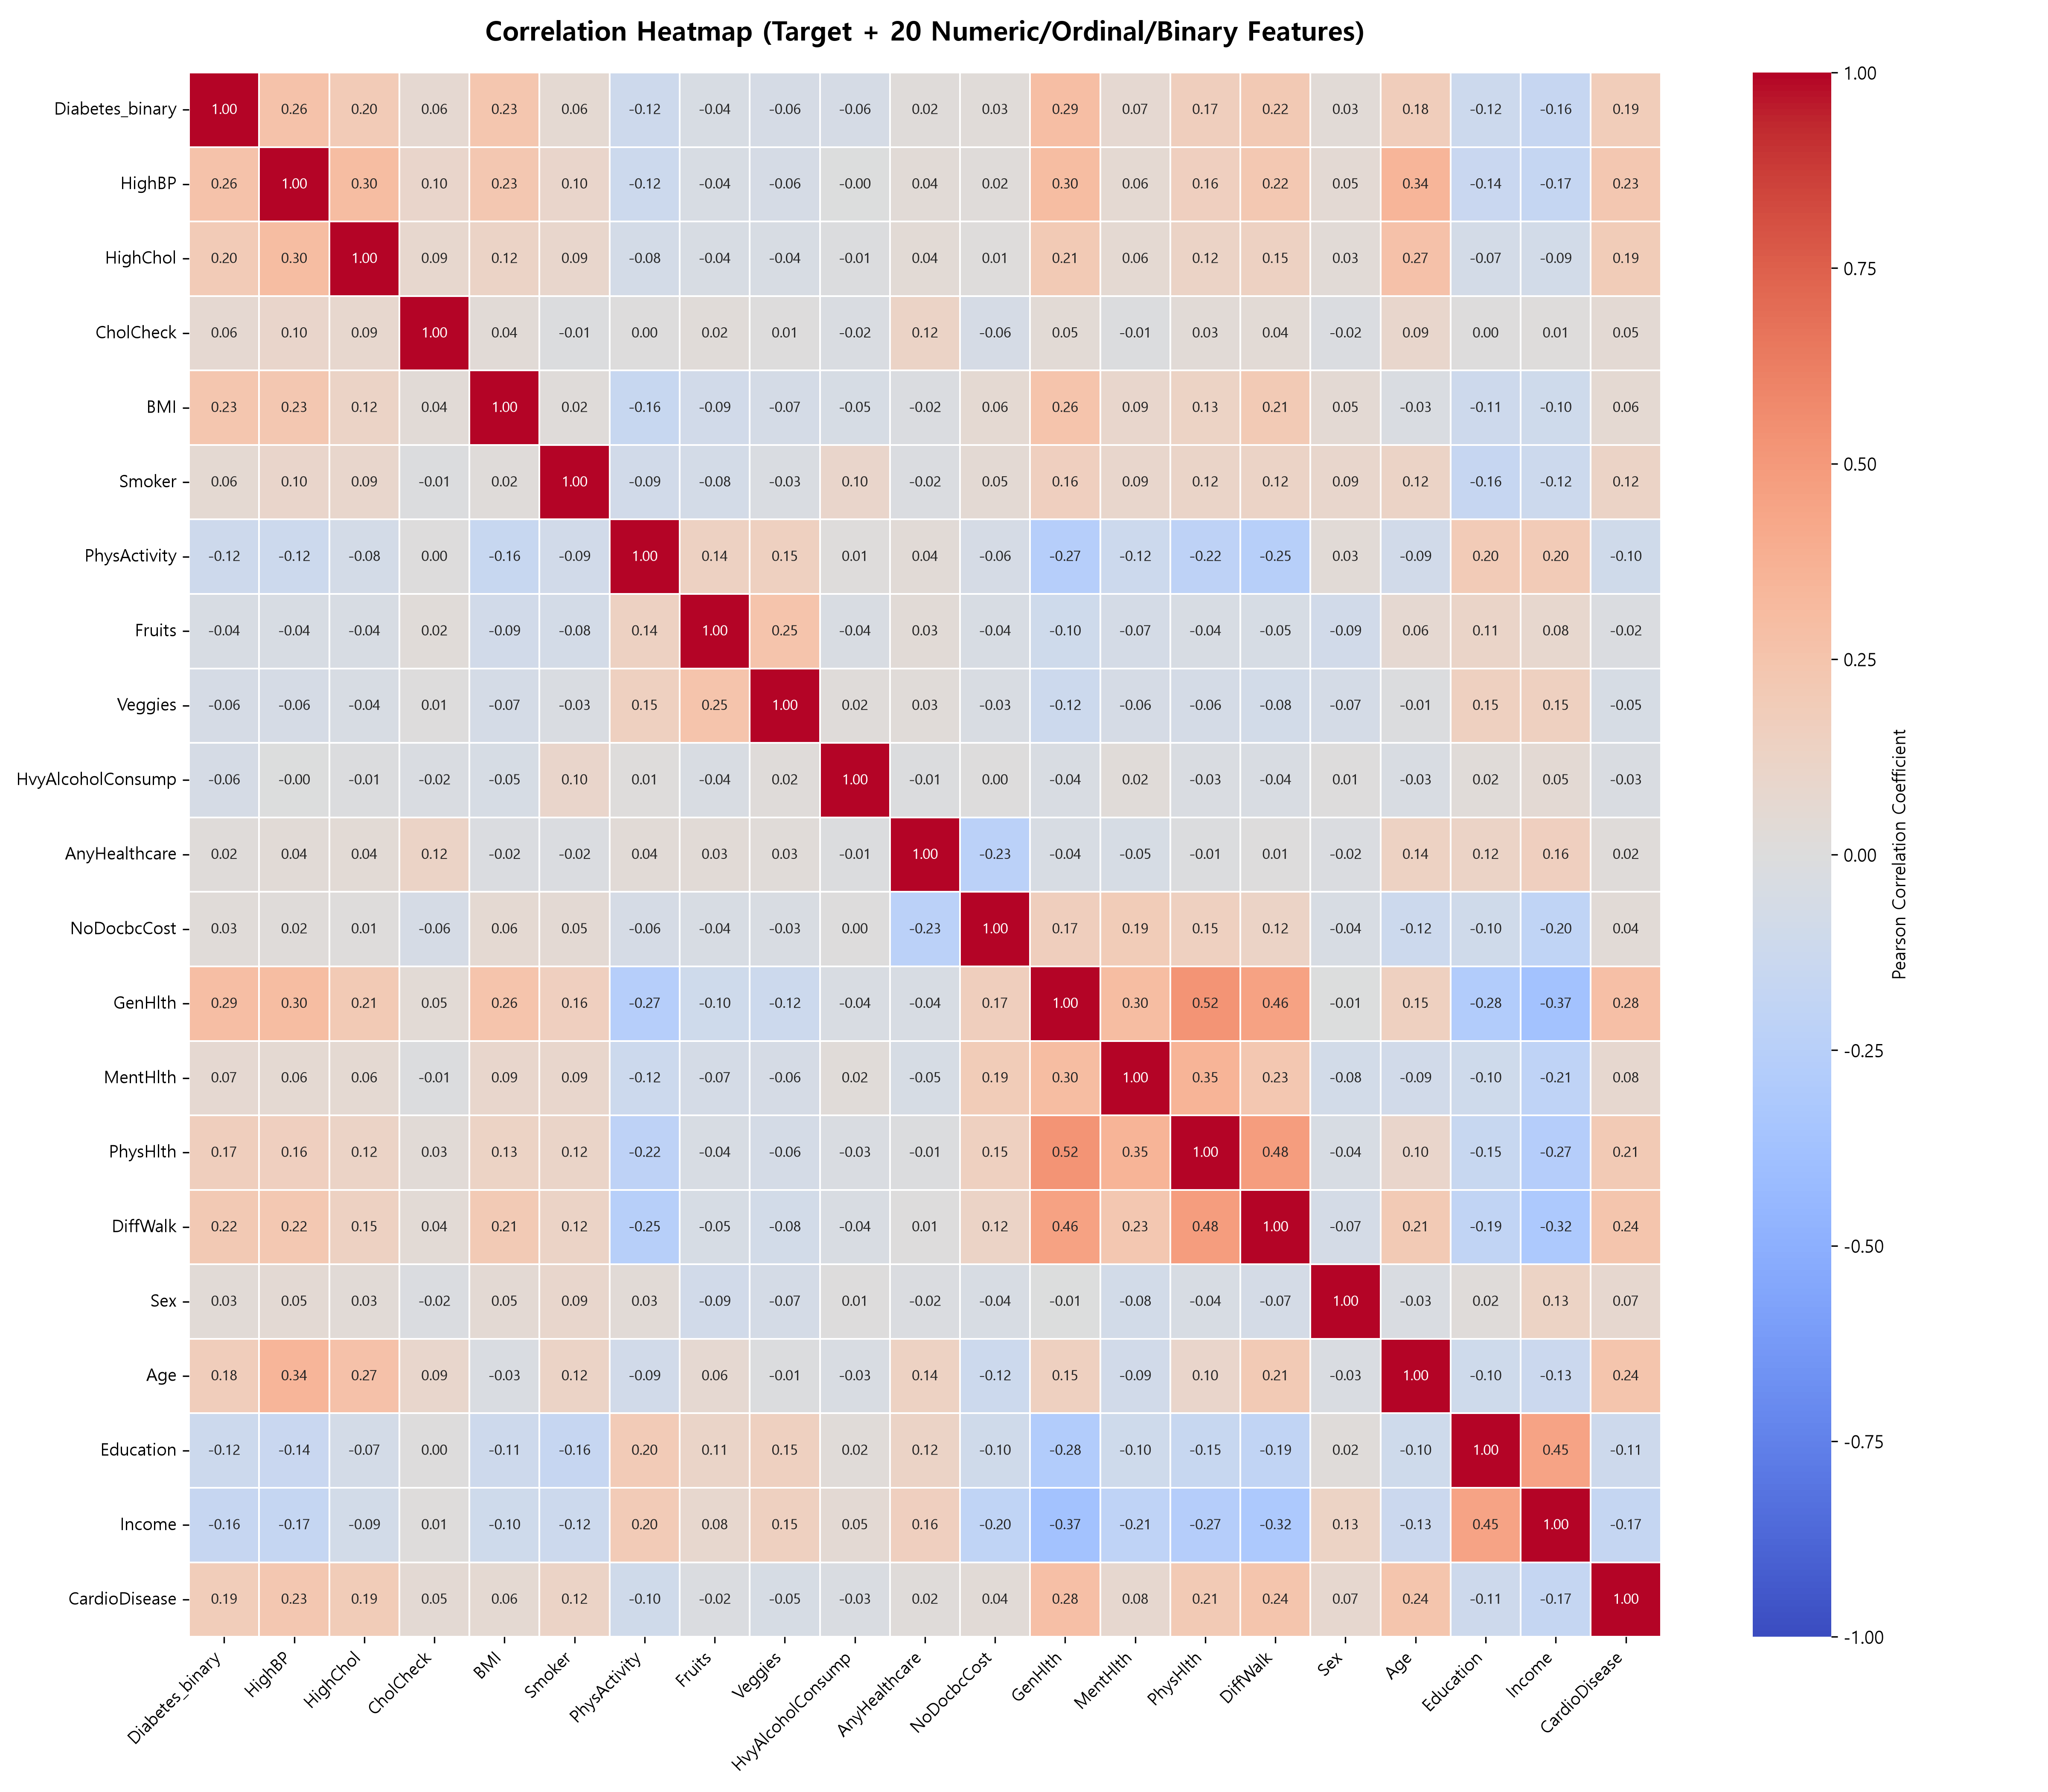 Correlation Heatmap (Target + 20 Numeric/Ordinal/Binary Features)
Diabetes_binary 1.00 0.26 0.20 0.06 0.23 0.06 -0.12 -0.04 -0.06 -0.06 0.02 0.03 0.29 0.07 0.17 0.22 0.03 0.18 -0.12 -0.16 0.19
HighBP 0.26 1.00 0.30 0.10 0.23 0.10 -0.12 -0.04 -0.06 -0.00 0.04 0.02 0.30 0.06 0.16 0.22 0.05 0.34 -0.14 -0.17 0.23
HighChol 0.20 0.30 1.00 0.09 0.12 0.09 -0.08 -0.04 -0.04 -0.01 0.04 0.01 0.21 0.06 0.12 0.15 0.03 0.27 -0.07 -0.09 0.19
CholCheck 0.06 0.10 0.09 1.00 0.04 -0.01 0.00 0.02 0.01 -0.02 0.12 -0.06 0.05 -0.01 0.03 0.04 -0.02 0.09 0.00 0.01 0.05
BMI 0.23 0.23 0.12 0.04 1.00 0.02 -0.16 -0.09 -0.07 -0.05 -0.02 0.06 0.26 0.09 0.13 0.21 0.05 -0.03 -0.11 -0.10 0.06
Smoker 0.06 0.10 0.09 -0.01 0.02 1.00 -0.09 -0.08 -0.03 0.10 -0.02 0.05 0.16 0.09 0.12 0.12 0.09 0.12 -0.16 -0.12 0.12
PhysActivity -0.12 -0.12 -0.08 0.00 -0.16 -0.09 1.00 0.14 0.15 0.01 0.04 -0.06 -0.27 -0.12 -0.22 -0.25 0.03 -0.09 0.20 0.20 -0.10
Fruits -0.04 -0.04 -0.04 0.02 -0.09 -0.08 0.14 1.00 0.25 -0.04 0.03 -0.04 -0.10 -0.07 -0.04 -0.05 -0.09 0.06 0.11 0.08 -0.02
Veggies -0.06 -0.06 -0.04 0.01 -0.07 -0.03 0.15 0.25 1.00 0.02 0.03 -0.03 -0.12 -0.06 -0.06 -0.08 -0.07 -0.01 0.15 0.15 -0.05
HvyAlcoholConsump -0.06 -0.00 -0.01 -0.02 -0.05 0.10 0.01 -0.04 0.02 1.00 -0.01 0.00 -0.04 0.02 -0.03 -0.04 0.01 -0.03 0.02 0.05 -0.03
AnyHealthcare 0.02 0.04 0.04 0.12 -0.02 -0.02 0.04 0.03 0.03 -0.01 1.00 -0.23 -0.04 -0.05 -0.01 0.01 -0.02 0.14 0.12 0.16 0.02
NoDocbcCost 0.03 0.02 0.01 -0.06 0.06 0.05 -0.06 -0.04 -0.03 0.00 -0.23 1.00 0.17 0.19 0.15 0.12 -0.04 -0.12 -0.10 -0.20 0.04
GenHlth 0.29 0.30 0.21 0.05 0.26 0.16 -0.27 -0.10 -0.12 -0.04 -0.04 0.17 1.00 0.30 0.52 0.46 -0.01 0.15 -0.28 -0.37 0.28
MentHlth 0.07 0.06 0.06 -0.01 0.09 0.09 -0.12 -0.07 -0.06 0.02 -0.05 0.19 0.30 1.00 0.35 0.23 -0.08 -0.09 -0.10 -0.21 0.08
PhysHlth 0.17 0.16 0.12 0.03 0.13 0.12 -0.22 -0.04 -0.06 -0.03 -0.01 0.15 0.52 0.35 1.00 0.48 -0.04 0.10 -0.15 -0.27 0.21
DiffWalk 0.22 0.22 0.15 0.04 0.21 0.12 -0.25 -0.05 -0.08 -0.04 0.01 0.12 0.46 0.23 0.48 1.00 -0.07 0.21 -0.19 -0.32 0.24
Sex 0.03 0.05 0.03 -0.02 0.05 0.09 0.03 -0.09 -0.07 0.01 -0.02 -0.04 -0.01 -0.08 -0.04 -0.07 1.00 -0.03 0.02 0.13 0.07
Age 0.18 0.34 0.27 0.09 -0.03 0.12 -0.09 0.06 -0.01 -0.03 0.14 -0.12 0.15 -0.09 0.10 0.21 -0.03 1.00 -0.10 -0.13 0.24
Education -0.12 -0.14 -0.07 0.00 -0.11 -0.16 0.20 0.11 0.15 0.02 0.12 -0.10 -0.28 -0.10 -0.15 -0.19 0.02 -0.10 1.00 0.45 -0.11
Income -0.16 -0.17 -0.09 0.01 -0.10 -0.12 0.20 0.08 0.15 0.05 0.16 -0.20 -0.37 -0.21 -0.27 -0.32 0.13 -0.13 0.45 1.00 -0.17
CardioDisease 0.19 0.23 0.19 0.05 0.06 0.12 -0.10 -0.02 -0.05 -0.03 0.02 0.04 0.28 0.08 0.21 0.24 0.07 0.24 -0.11 -0.17 1.00
Diabetes_binary HighBP HighChol CholCheck BMI Smoker PhysActivity Fruits Veggies HvyAlcoholConsump AnyHealthcare NoDocbcCost GenHlth MentHlth PhysHlth DiffWalk Sex Age Education Income CardioDisease
1.00
0.75
0.50
0.25
0.00
-0.25
-0.50
-0.75
-1.00
Pearson Correlation Coefficient